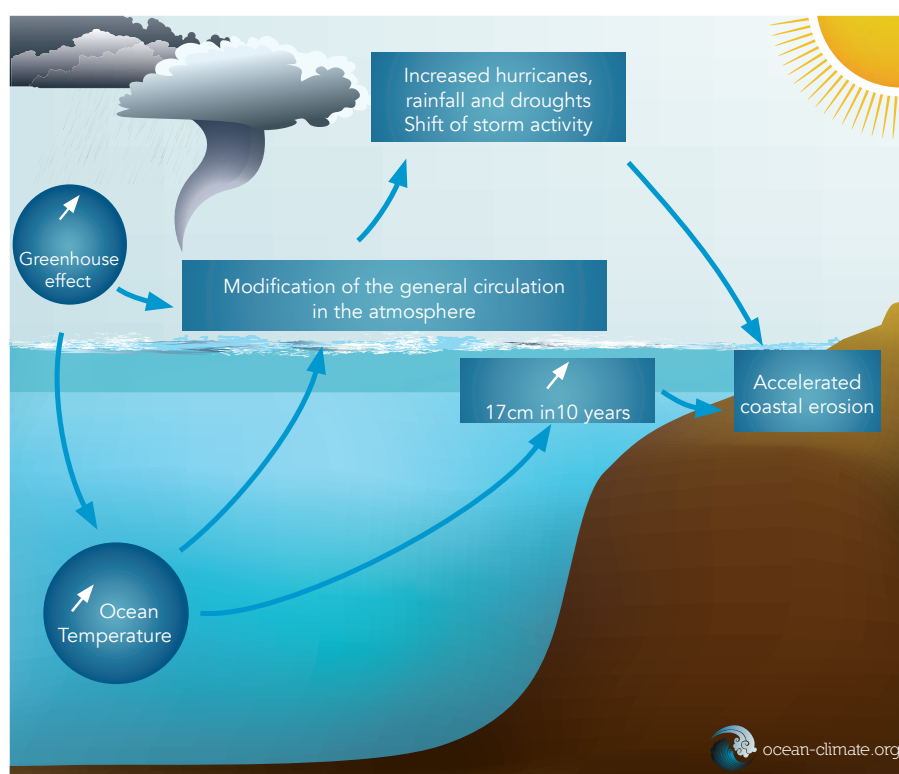 Increased hurricanes,
rainfall and droughts
Shift of storm activity
Greenhouse
effect
Modification of the general circulation
in the atmosphere
17cm in10 years
Accelerated
coastal erosion
Ocean
Temperature
ocean-climate.org